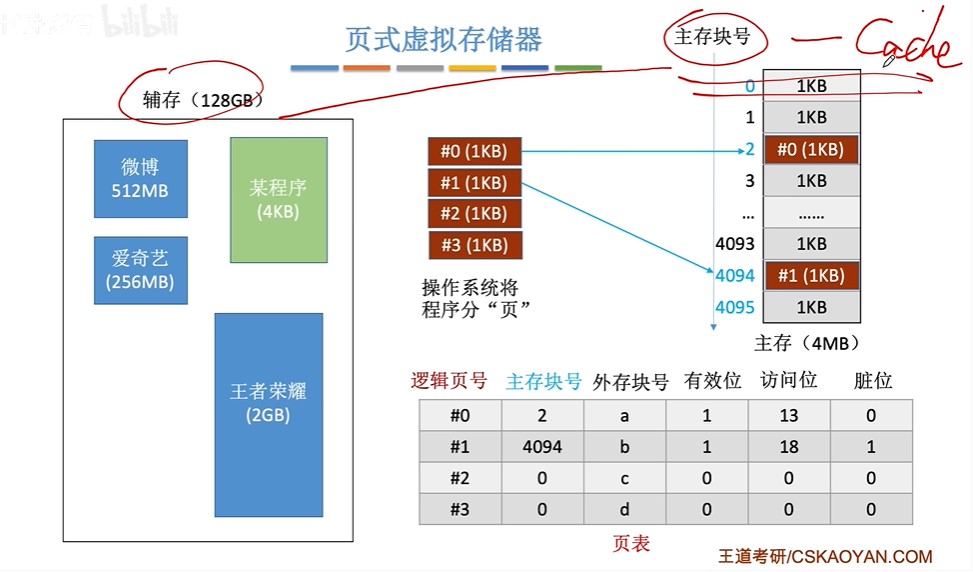 bilibili
页式虚拟存储器
主存块号
Cache
辅存（128GB）
微博
512MB
某程序
(4KB)
爱奇艺
(256MB)
王者荣耀
(2GB)
#0 (1KB)
#1 (1KB)
#2 (1KB)
#3 (1KB)
操作系统将
程序分“页”
0 1KB
1 1KB
2 #0 (1KB)
3 1KB
... ......
4093 1KB
4094 #1 (1KB)
4095 1KB
主存（4MB）
逻辑页号 主存块号 外存块号 有效位 访问位 脏位
#0 2 a 1 13 0
#1 4094 b 1 18 1
#2 0 c 0 0 0
#3 0 d 0 0 0
页表
王道考研/CSKAOYAN.COM